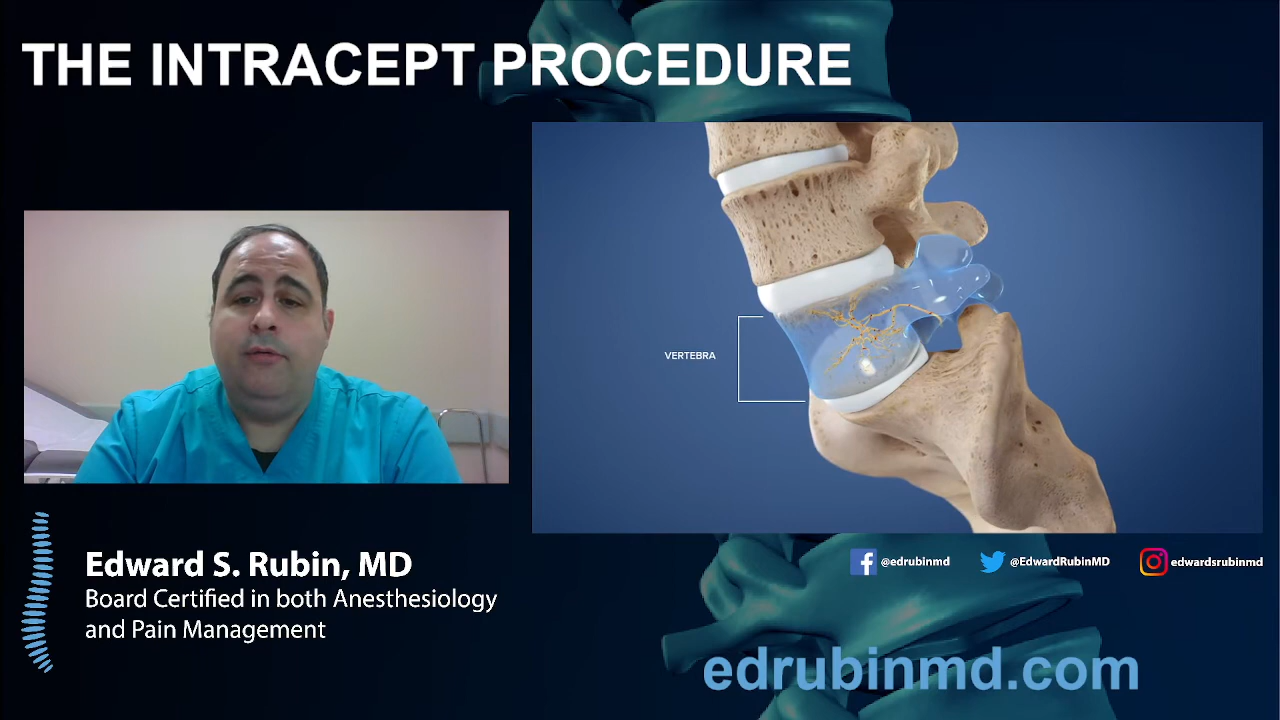 THE INTRACEPT PROCEDURE
VERTEBRA
Edward S. Rubin, MD
Board Certified in both Anesthesiology
and Pain Management
@edrubinmd
@EdwardRubinMD
edwardsrubinmd
edrubinmd.com